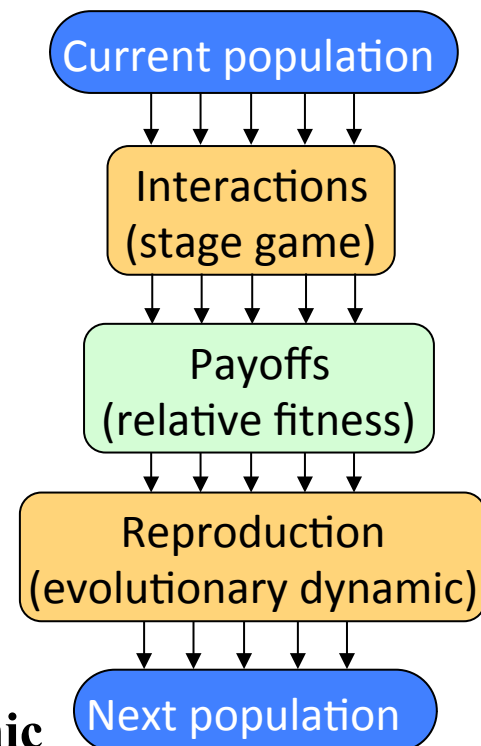 Current population
Interactions
(stage game)
Payoffs
(relative fitness)
Reproduction
(evolutionary dynamic)
Next population